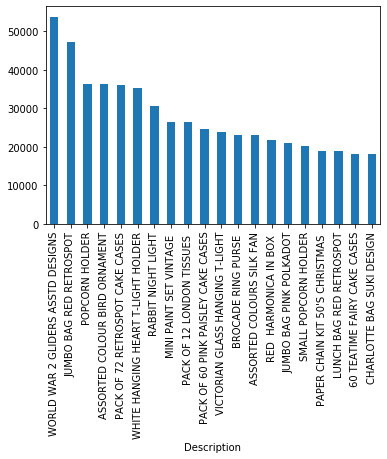 50000
40000
30000
20000
10000
0
WORLD WAR 2 GLIDERS ASSTD DESIGNS
JUMBO BAG RED RETROSPOT
POPCORN HOLDER
ASSORTED COLOUR BIRD ORNAMENT
PACK OF 72 RETROSPOT CAKE CASES
WHITE HANGING HEART T-LIGHT HOLDER
RABBIT NIGHT LIGHT
MINI PAINT SET VINTAGE
PACK OF 12 LONDON TISSUES
PACK OF 60 PINK PAISLEY CAKE CASES
VICTORIAN GLASS HANGING T-LIGHT
BROCADE RING PURSE
ASSORTED COLOURS SILK FAN
RED  HARMONICA IN BOX
JUMBO BAG PINK POLKADOT
SMALL POPCORN HOLDER
PAPER CHAIN KIT 50'S CHRISTMAS
LUNCH BAG RED RETROSPOT
60 TEATIME FAIRY CAKE CASES
CHARLOTTE BAG SUKI DESIGN
Description